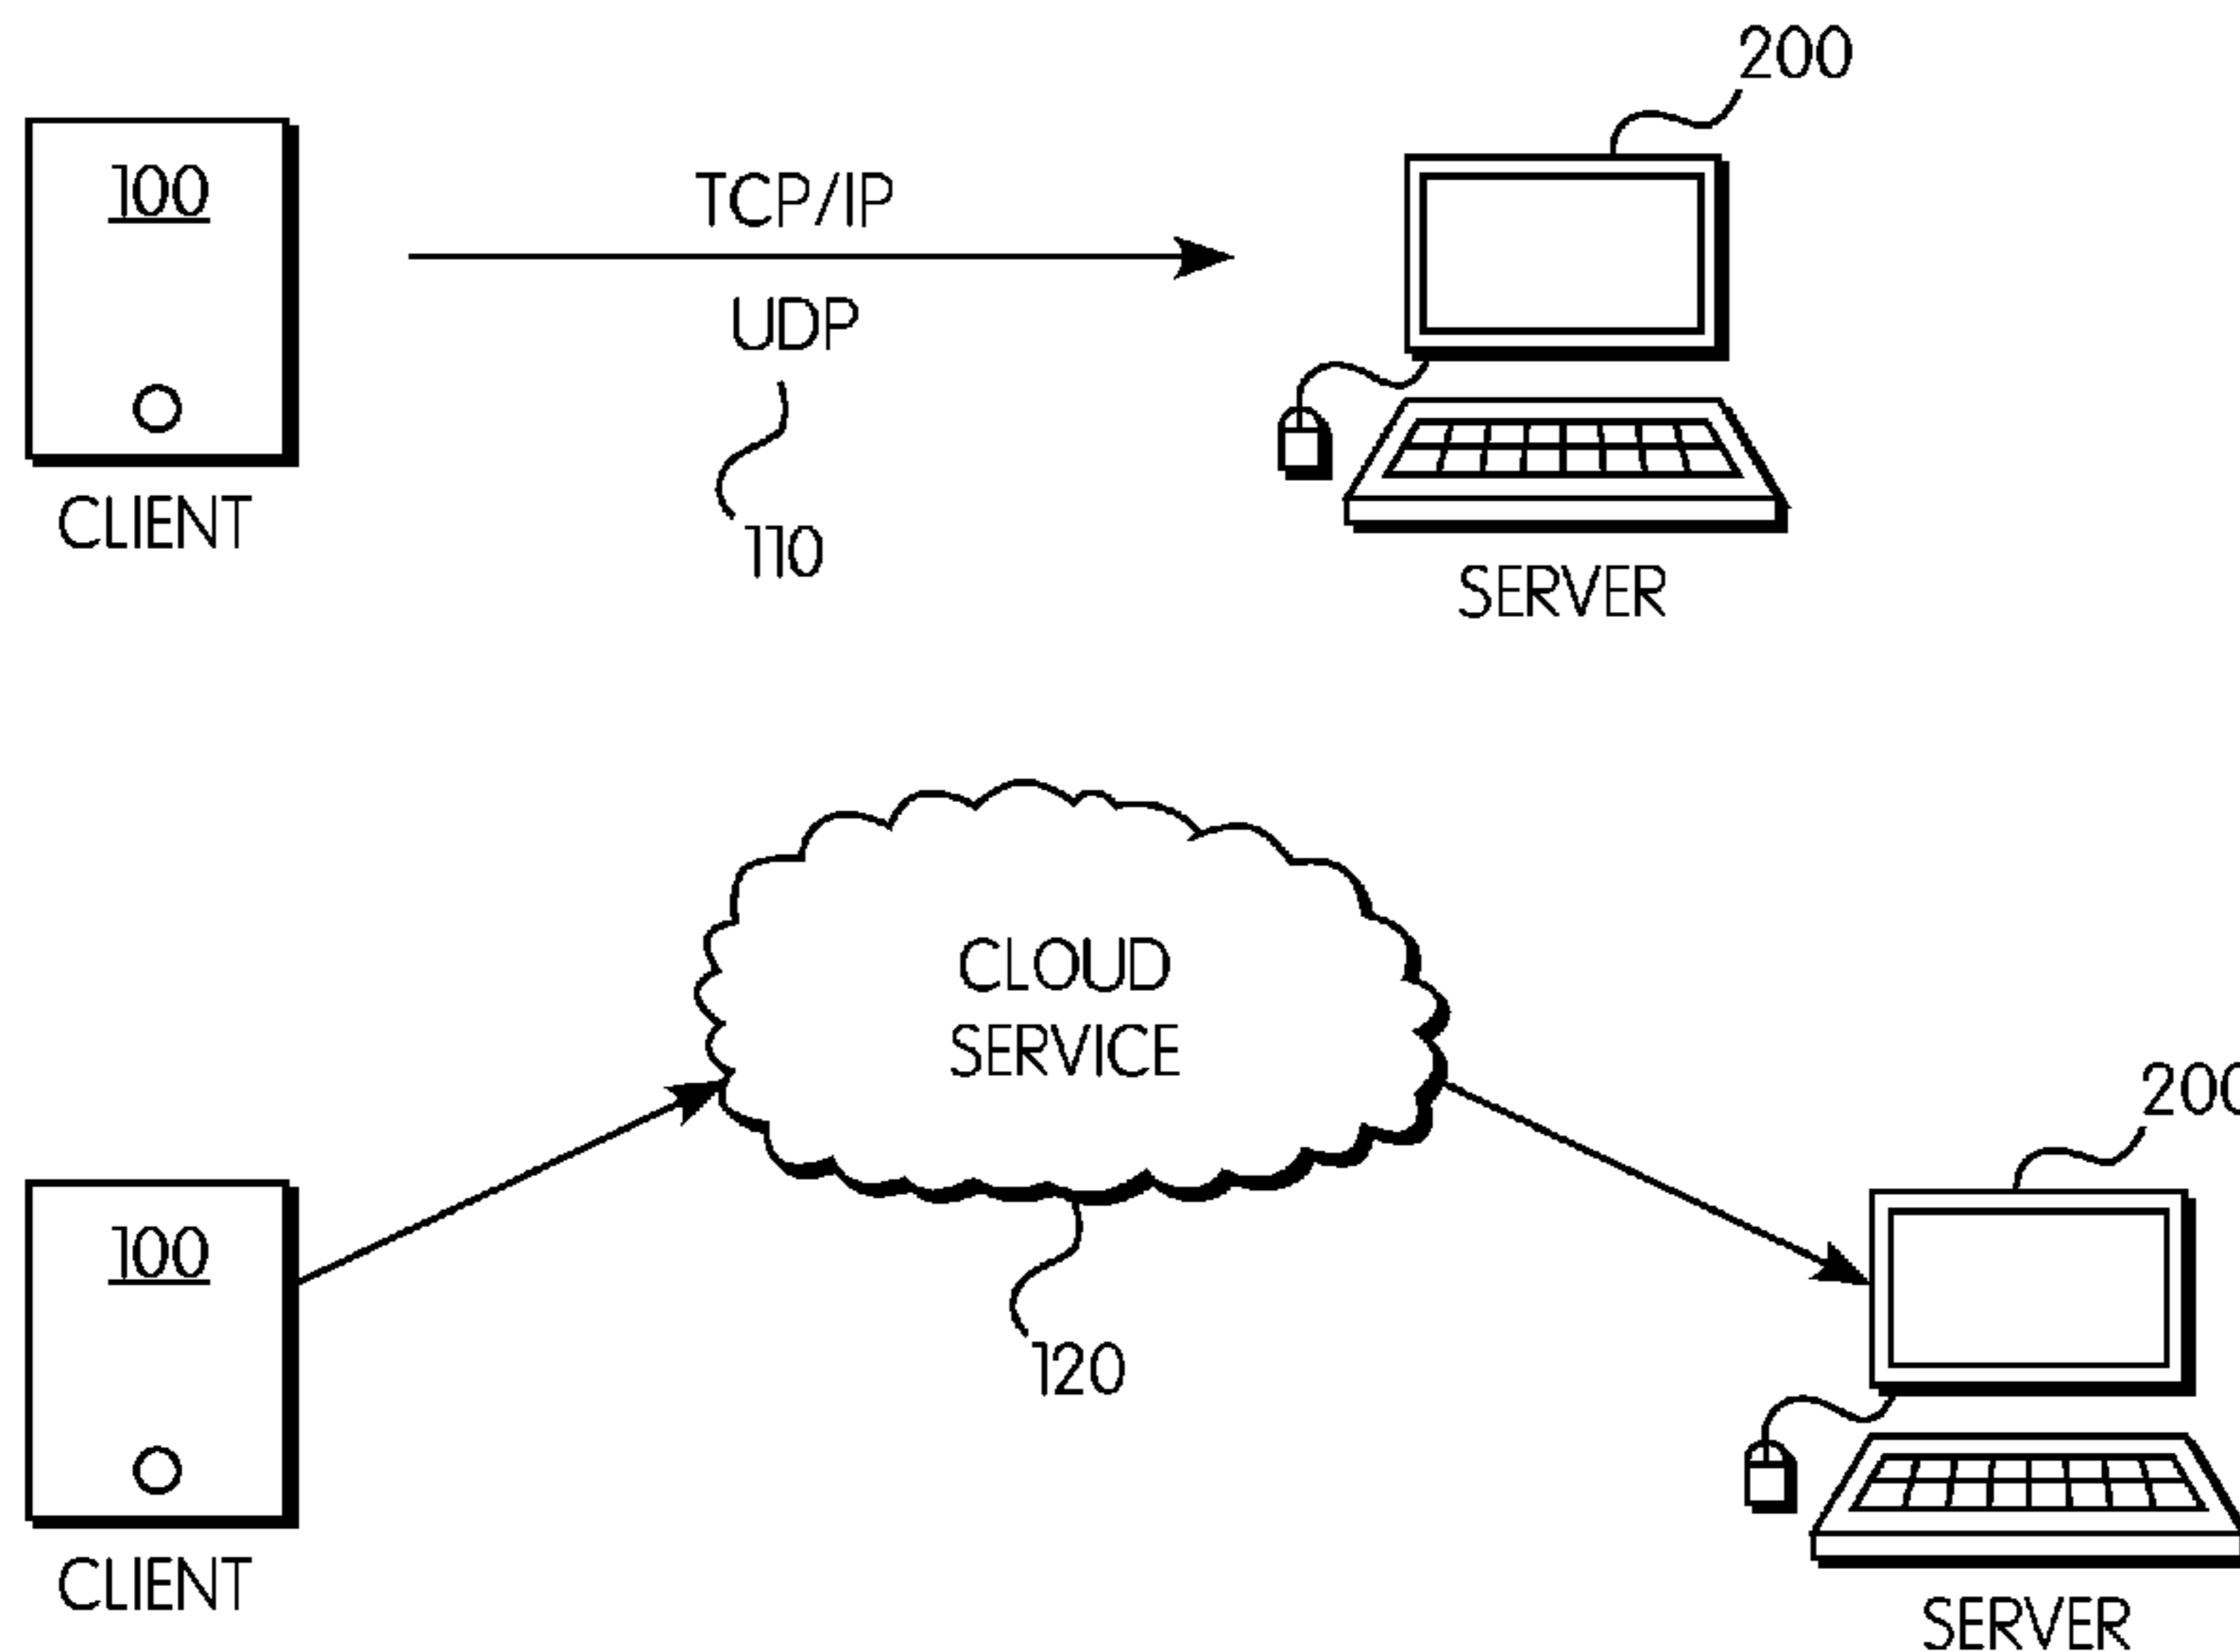 200
100
TCP/IP
UDP
CLIENT
110
SERVER
CLOUD
SERVICE
200
100
120
CLIENT
SERVER